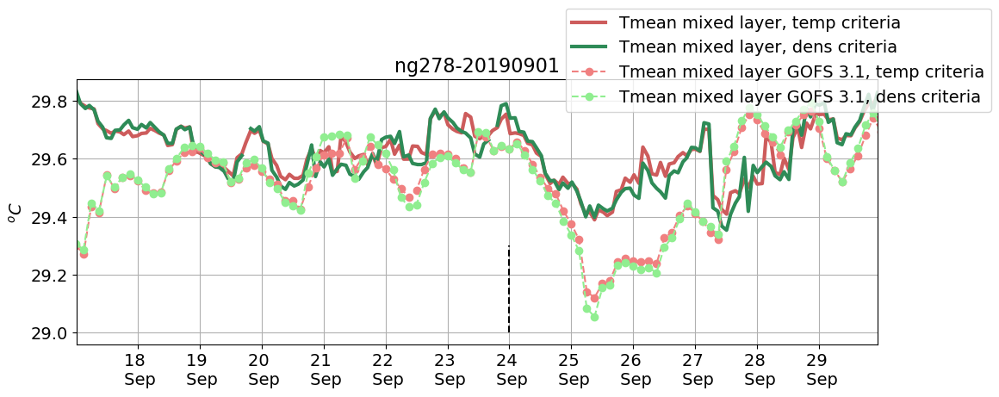 Tmean mixed layer, temp criteria
Tmean mixed layer, dens criteria
Tmean mixed layer GOFS 3.1, temp criteria
Tmean mixed layer GOFS 3.1, dens criteria
ng278-20190901
°C
29.8
29.6
29.4
29.2
29.0
18 19 20 21 22 23 24 25 26 27 28 29
Sep Sep Sep Sep Sep Sep Sep Sep Sep Sep Sep Sep